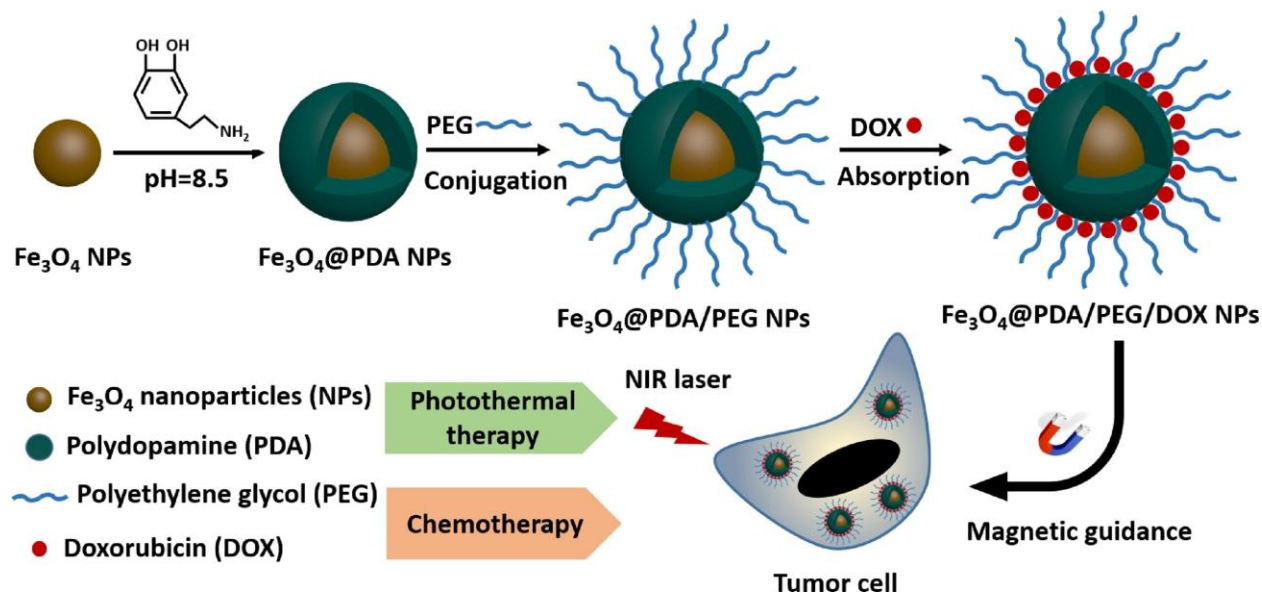 OH OH
NH₂
pH=8.5
PEG
Conjugation
DOX
Absorption
Fe₃O₄ NPs
Fe₃O₄@PDA NPs
Fe₃O₄@PDA/PEG NPs
Fe₃O₄@PDA/PEG/DOX NPs
Fe₃O₄ nanoparticles (NPs)
Polydopamine (PDA)
Polyethylene glycol (PEG)
Doxorubicin (DOX)
Photothermal
therapy
Chemotherapy
NIR laser
Tumor cell
Magnetic guidance